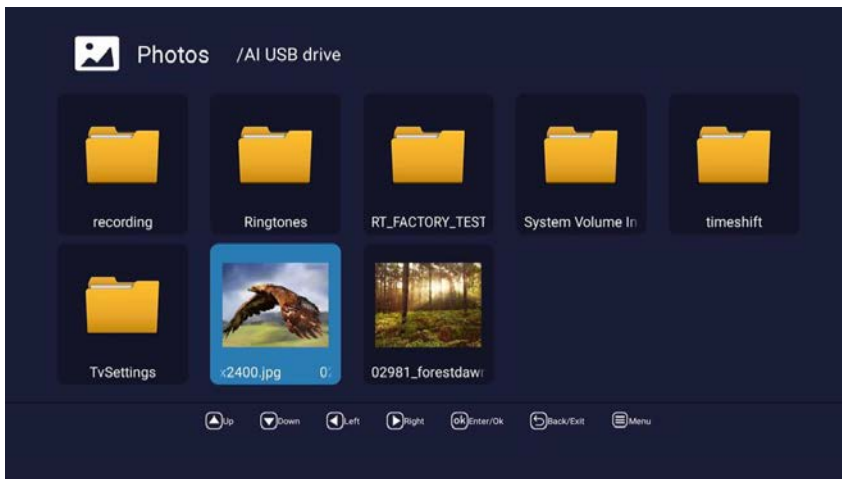 Photos /AI USB drive
recording Ringtones RT_FACTORY_TEST System Volume In timeshift
TvSettings x2400.jpg 02981_forestdawn
Up Down Left Right ok Enter/Ok Back/Exit Menu